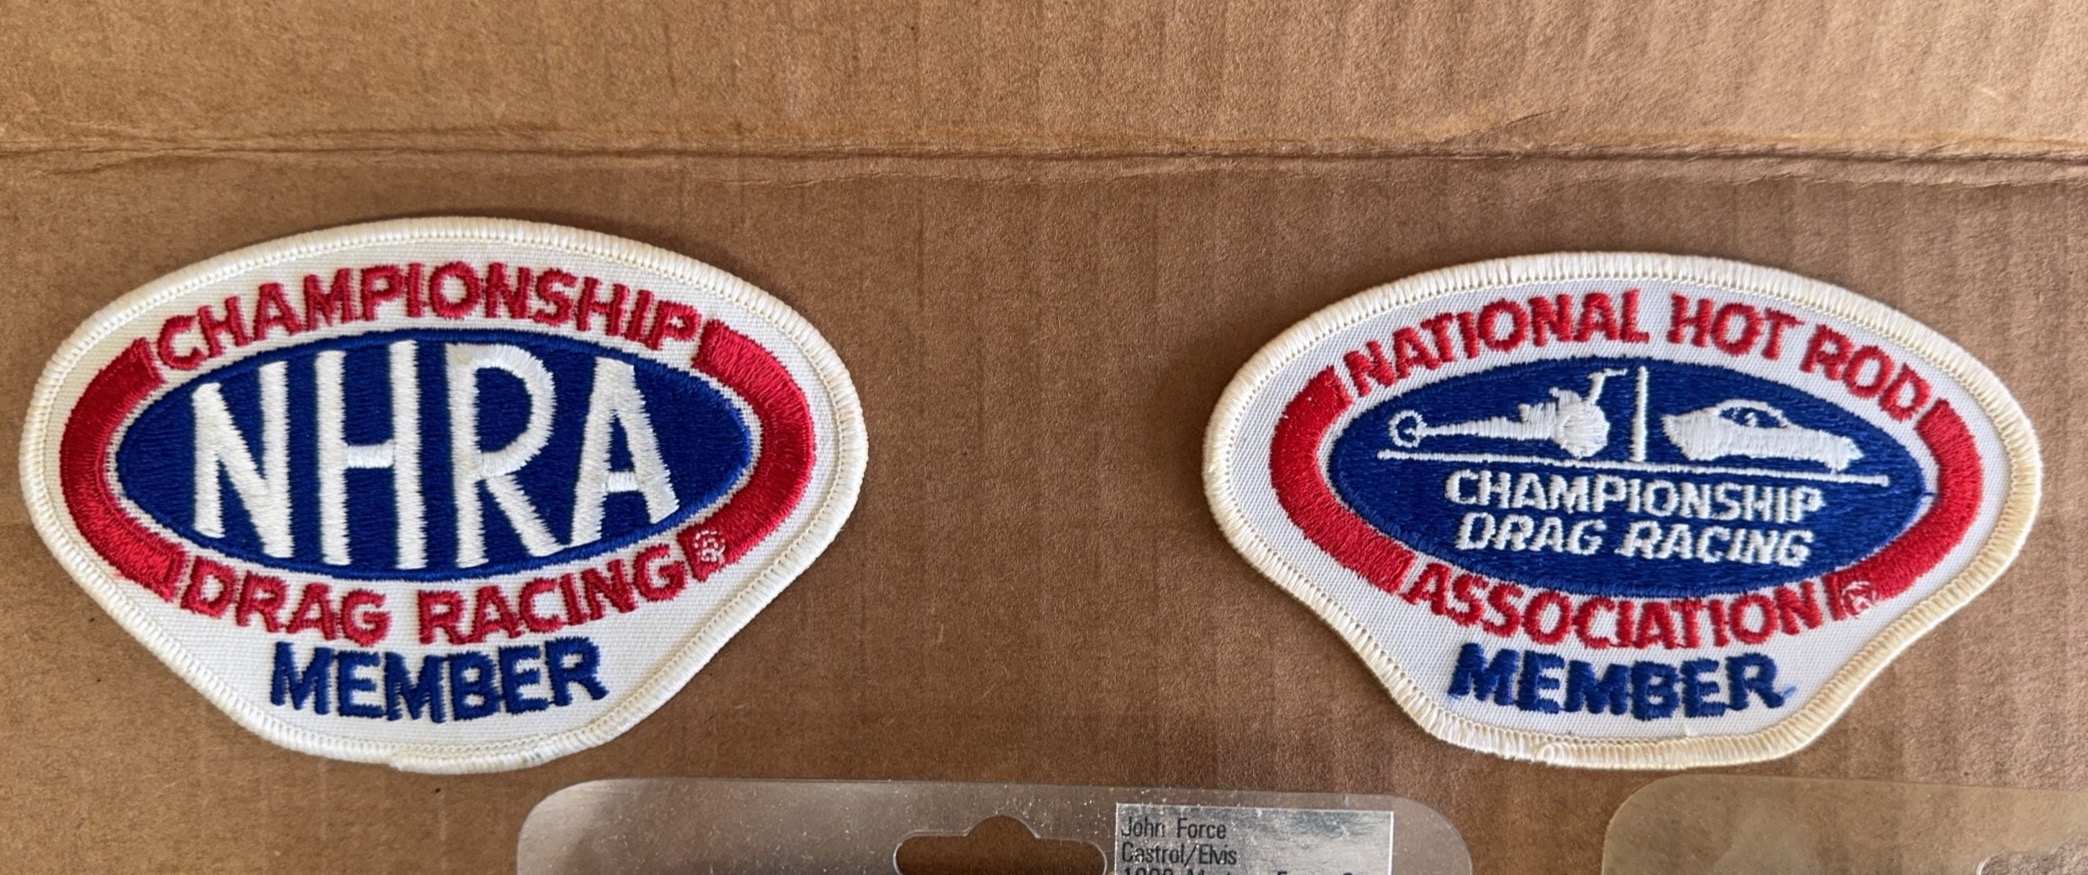 CHAMPIONSHIP
NHRA
DRAG RACING ®
MEMBER
NATIONAL HOT ROD
CHAMPIONSHIP
DRAG RACING
ASSOCIATION ®
MEMBER
John Force
Castrol/Elvis